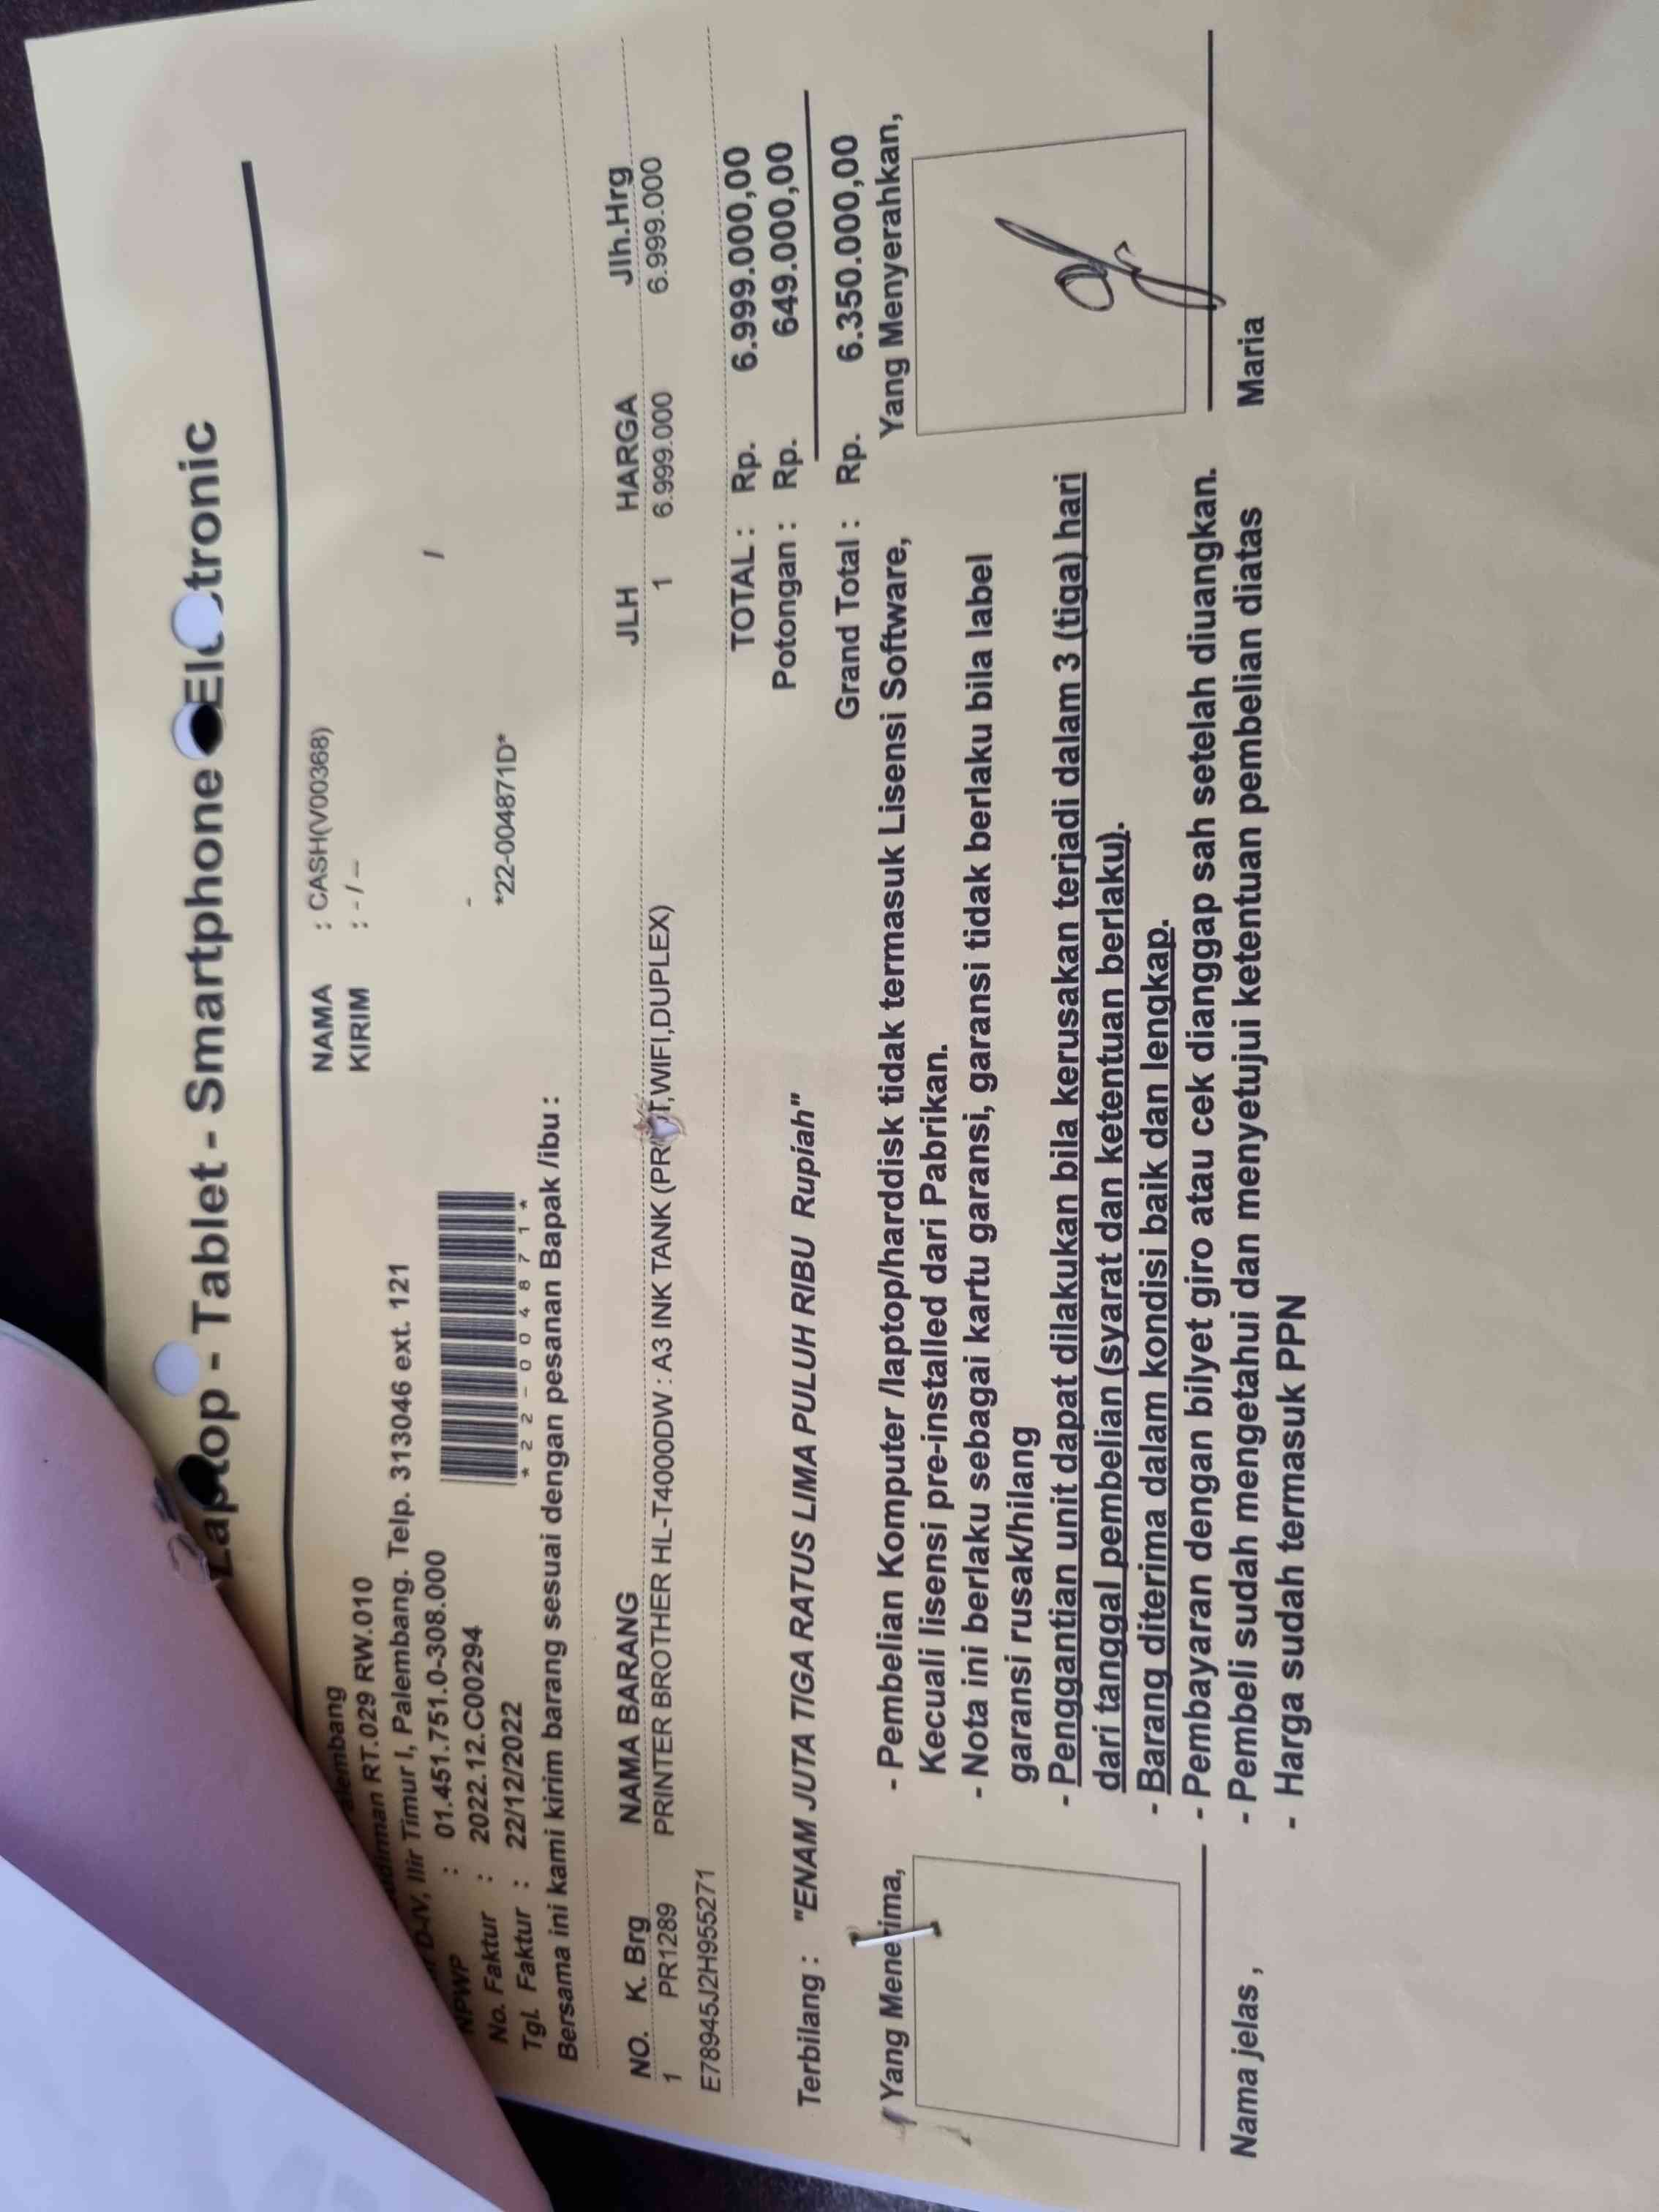 Laptop - Tablet - Smartphone Electronic
NAMA : CASH(V00368)
KIRIM : - / --
RT.029 RW.010
D-IV, Ilir Timur I, Palembang. Telp. 313046 ext. 121
NPWP : 01.451.751.0-308.000
No. Faktur : 2022.12.C00294
Tgl. Faktur : 22/12/2022
*22-004871*
*22-004871D*
Bersama ini kami kirim barang sesuai dengan pesanan Bapak /ibu :
NO. K. Brg NAMA BARANG JLH HARGA Jlh.Hrg
1 PR1289 PRINTER BROTHER HL-T4000DW : A3 INK TANK (PRINT,WIFI,DUPLEX) 1 6.999.000 6.999.000
E78945J2H955271
TOTAL : Rp. 6.999.000,00
Potongan : Rp. 649.000,00
Terbilang : "ENAM JUTA TIGA RATUS LIMA PULUH RIBU Rupiah"
Grand Total : Rp. 6.350.000,00
Yang Menerima,
- Pembelian Komputer /laptop/harddisk tidak termasuk Lisensi Software,
Kecuali lisensi pre-installed dari Pabrikan.
- Nota ini berlaku sebagai kartu garansi, garansi tidak berlaku bila label
garansi rusak/hilang
- Penggantian unit dapat dilakukan bila kerusakan terjadi dalam 3 (tiga) hari
dari tanggal pembelian (syarat dan ketentuan berlaku).
- Barang diterima dalam kondisi baik dan lengkap.
- Pembayaran dengan bilyet giro atau cek dianggap sah setelah diuangkan.
- Pembeli sudah mengetahui dan menyetujui ketentuan pembelian diatas
- Harga sudah termasuk PPN
Yang Menyerahkan,
Nama jelas ,
Maria